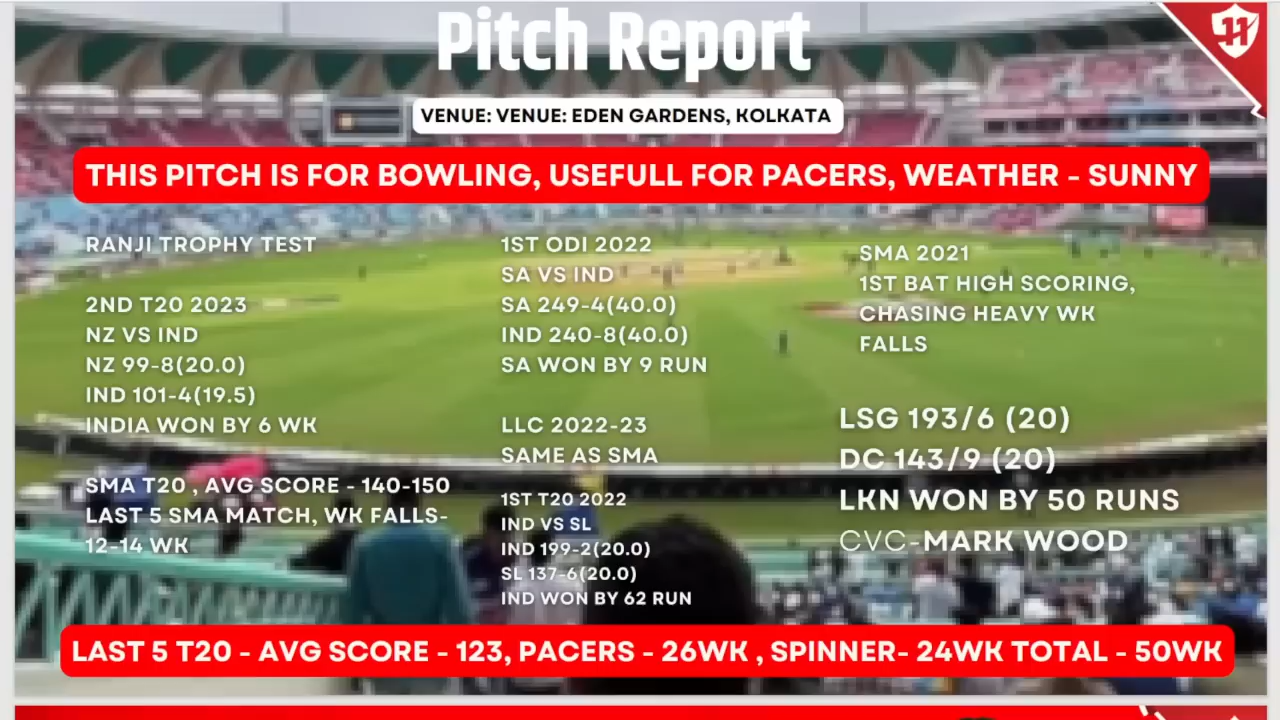 Pitch Report
VENUE: VENUE: EDEN GARDENS, KOLKATA
THIS PITCH IS FOR BOWLING, USEFULL FOR PACERS, WEATHER - SUNNY
RANJI TROPHY TEST
2ND T20 2023
NZ VS IND
NZ 99-8(20.0)
IND 101-4(19.5)
INDIA WON BY 6 WK
SMA T20 , AVG SCORE - 140-150
LAST 5 SMA MATCH, WK FALLS-
12-14 WK
1ST ODI 2022
SA VS IND
SA 249-4(40.0)
IND 240-8(40.0)
SA WON BY 9 RUN
LLC 2022-23
SAME AS SMA
1ST T20 2022
IND VS SL
IND 199-2(20.0)
SL 137-6(20.0)
IND WON BY 62 RUN
SMA 2021
1ST BAT HIGH SCORING,
CHASING HEAVY WK
FALLS
LSG 193/6 (20)
DC 143/9 (20)
LKN WON BY 50 RUNS
CVC-MARK WOOD
LAST 5 T20 - AVG SCORE - 123, PACERS - 26WK , SPINNER- 24WK TOTAL - 50WK
11